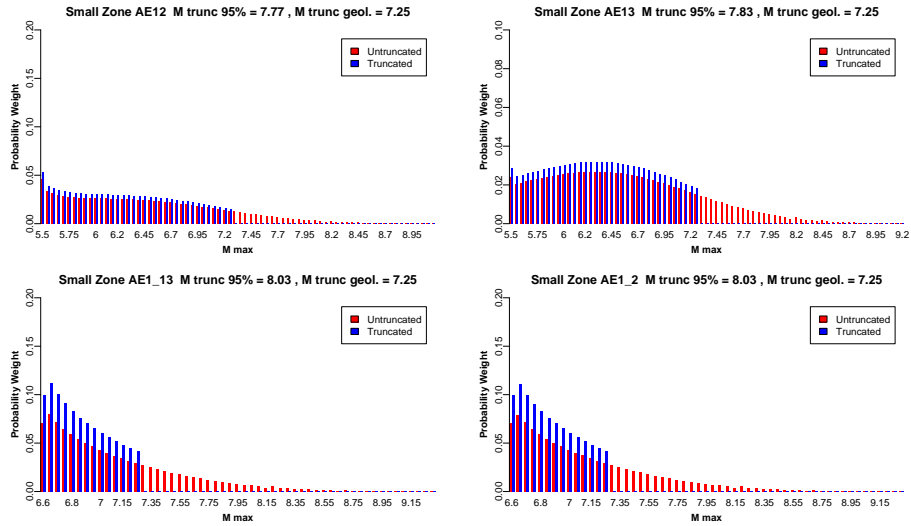 Small Zone AE12 M trunc 95% = 7.77 , M trunc geol. = 7.25
Probability Weight
0.00 0.05 0.10 0.15 0.20
Untruncated
Truncated
5.5 5.75 6 6.2 6.45 6.7 6.95 7.2 7.45 7.7 7.95 8.2 8.45 8.7 8.95
M max
Small Zone AE13 M trunc 95% = 7.83 , M trunc geol. = 7.25
Probability Weight
0.00 0.02 0.04 0.06 0.08 0.10
Untruncated
Truncated
5.5 5.75 6 6.2 6.45 6.7 6.95 7.2 7.45 7.7 7.95 8.2 8.45 8.7 8.95 9.2
M max
Small Zone AE1_13 M trunc 95% = 8.03 , M trunc geol. = 7.25
Probability Weight
0.00 0.05 0.10 0.15 0.20
Untruncated
Truncated
6.6 6.8 7 7.15 7.35 7.55 7.75 7.95 8.15 8.35 8.55 8.75 8.95 9.15
M max
Small Zone AE1_2 M trunc 95% = 8.03 , M trunc geol. = 7.25
Probability Weight
0.00 0.05 0.10 0.15 0.20
Untruncated
Truncated
6.6 6.8 7 7.15 7.35 7.55 7.75 7.95 8.15 8.35 8.55 8.75 8.95 9.15
M max